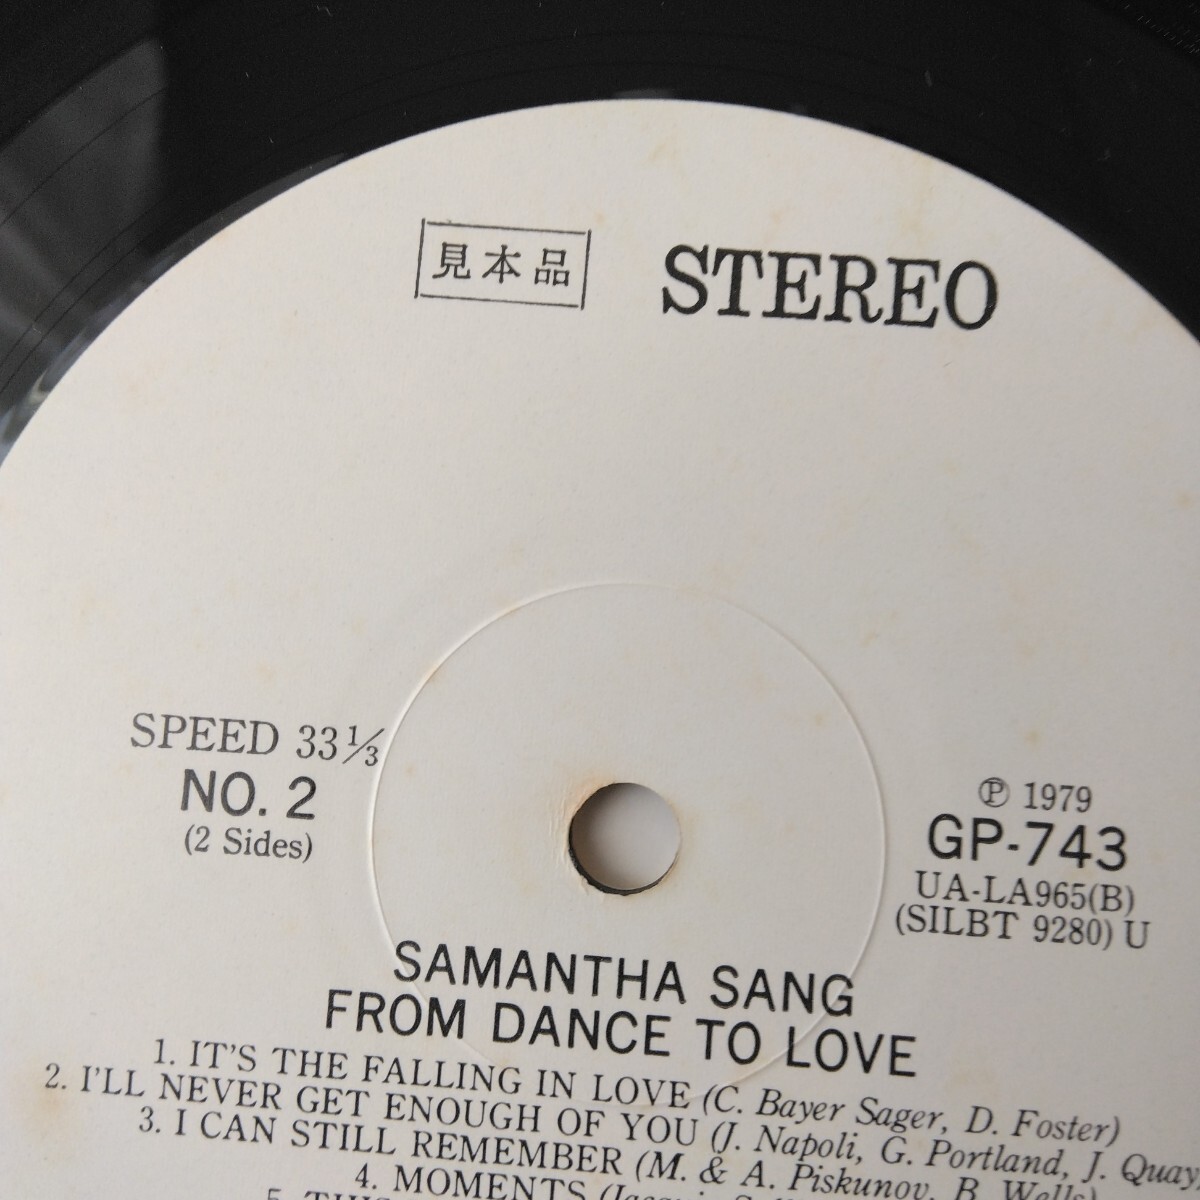 見本品
STEREO
SPEED 33⅓
NO. 2
(2 Sides)
Ⓟ 1979
GP-743
UA-LA965(B)
(SILBT 9280) U
SAMANTHA SANG
FROM DANCE TO LOVE
1. IT'S THE FALLING IN LOVE (C. Bayer Sager, D. Foster)
2. I'LL NEVER GET ENOUGH OF YOU (J. Napoli, G. Portland, J. Quay
3. I CAN STILL REMEMBER (M. & A. Piskunov, B. Wells)
4. MOMENTS
5. THIS